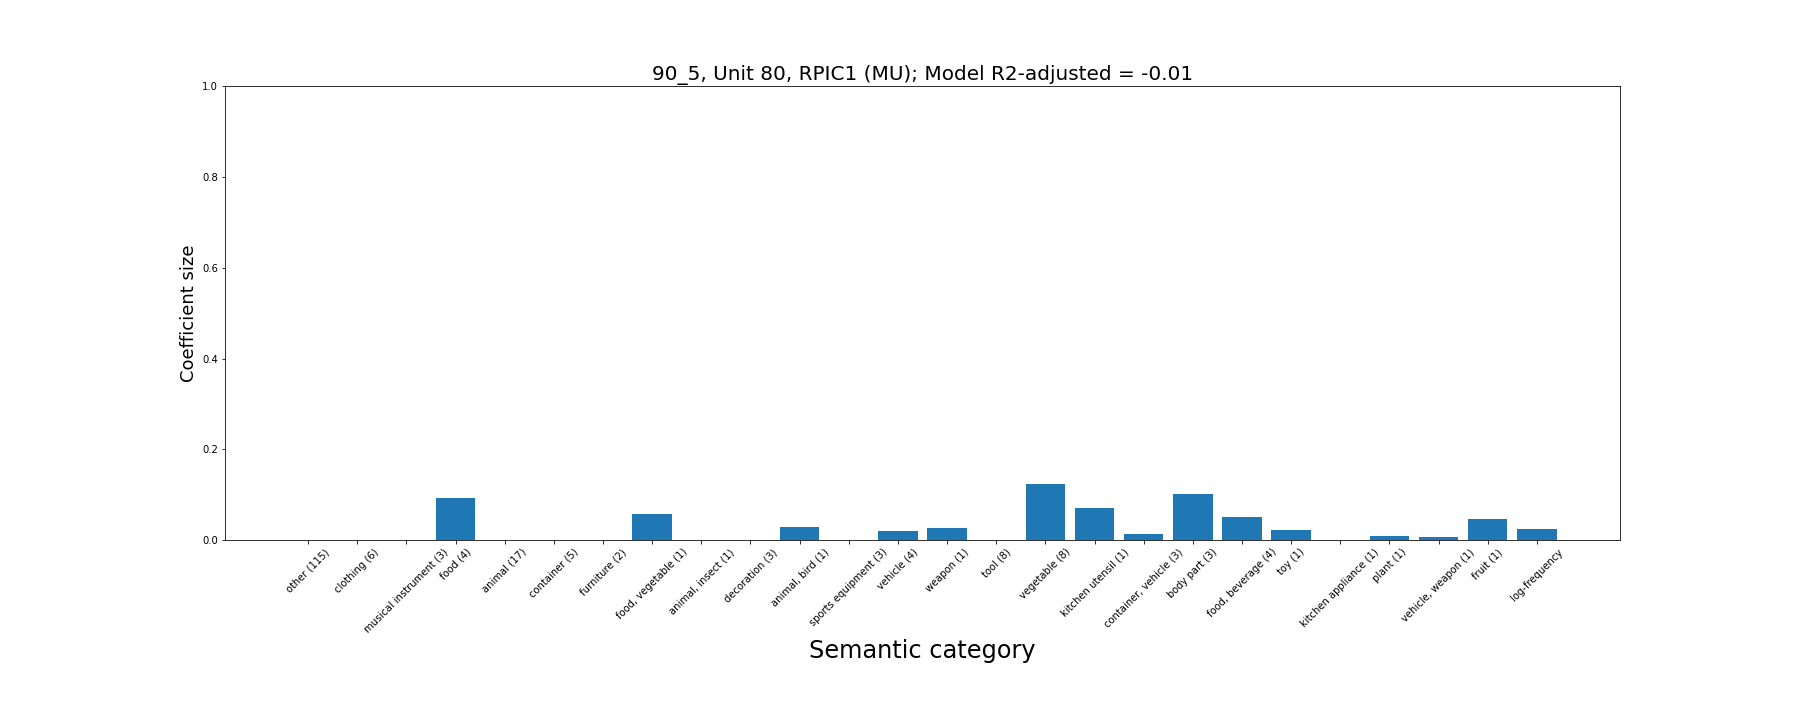 90_5, Unit 80, RPIC1 (MU); Model R2-adjusted = -0.01
Coefficient size
1.0
0.8
0.6
0.4
0.2
0.0
other (115)
clothing (6)
musical instrument (3)
food (4)
animal (17)
container (5)
furniture (2)
food, vegetable (1)
animal, insect (1)
decoration (3)
animal, bird (1)
sports equipment (3)
vehicle (4)
weapon (1)
tool (8)
vegetable (8)
kitchen utensil (1)
container, vehicle (3)
body part (3)
food, beverage (4)
toy (1)
kitchen appliance (1)
plant (1)
vehicle, weapon (1)
fruit (1)
log-frequency
Semantic category